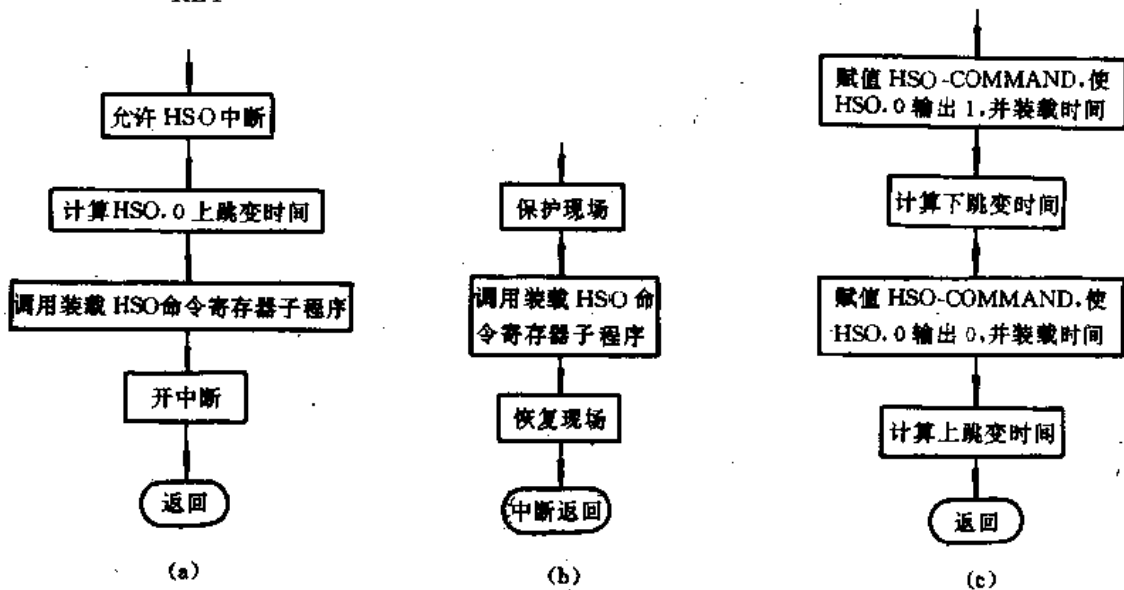 允许 HSO 中断
计算HSO.0 上跳变时间
调用装载 HSO命令寄存器子程序
开中断
返回
(a)
保护现场
调用装载 HSO 命
令寄存器子程序
恢复现场
中断返回
(b)
赋值 HSO-COMMAND.使
HSO.0 输出 1,并装载时间
计算下跳变时间
赋值 HSO-COMMAND.使
HSO.0 输出 0,并装载时间
计算上跳变时间
返回
(c)